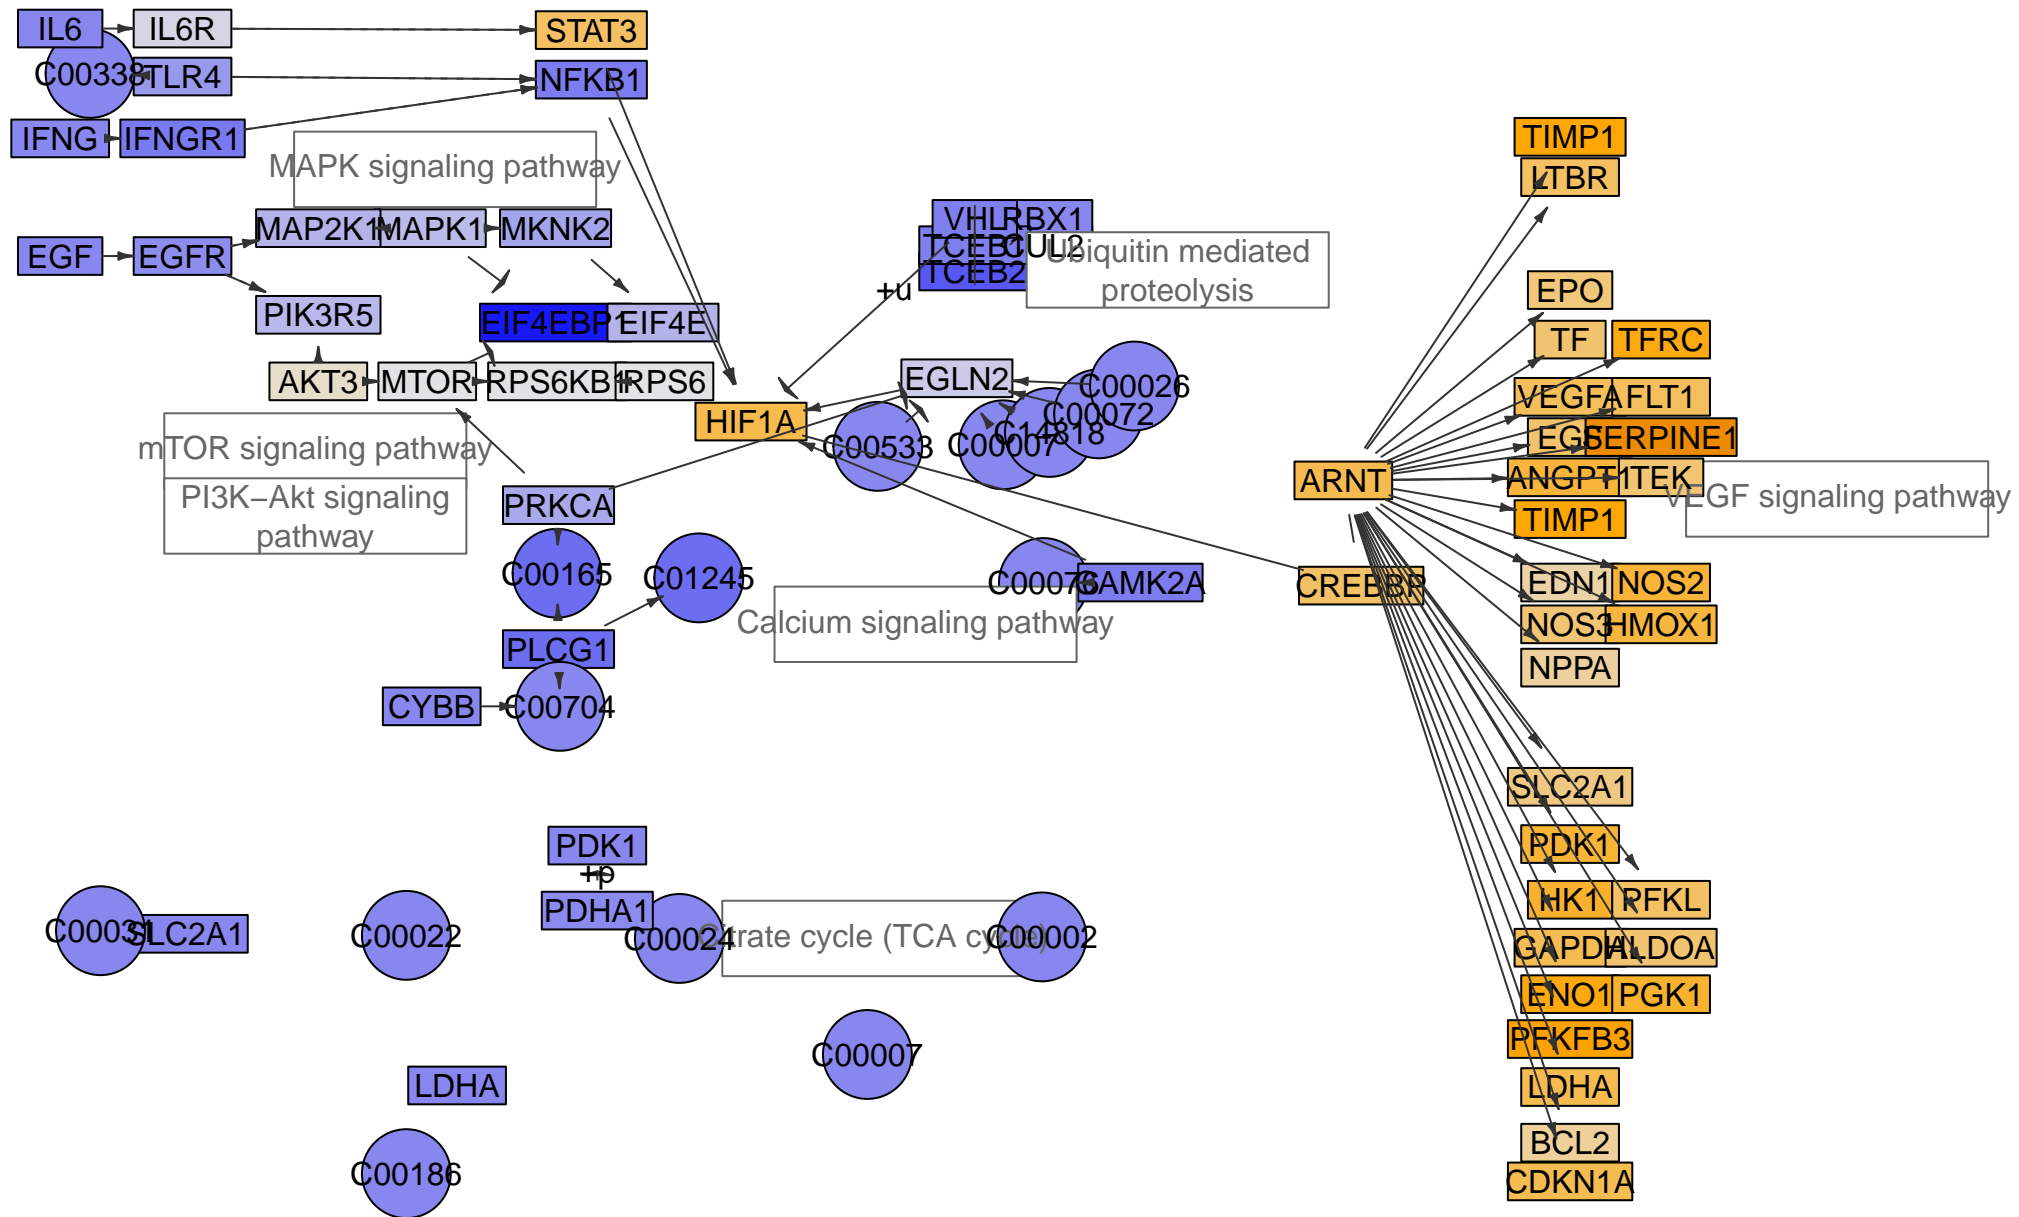 IL6
IL6R
STAT3
C00338
TLR4
NFKB1
IFNG
IFNGR1
MAPK signaling pathway
TIMP1
LTBR
MAP2K1
MAPK1
MKNK2
VHL
RBX1
EGF
EGFR
TCEB1
CUL2
Ubiquitin mediated
proteolysis
TCEB2
+u
EPO
PIK3R5
EIF4EBP1
EIF4E
TF
TFRC
AKT3
MTOR
RPS6KB1
RPS6
EGLN2
C00026
VEGFA
FLT1
HIF1A
C00072
C14818
C00007
C00533
EGF
SERPINE1
mTOR signaling pathway
PI3K−Akt signaling
pathway
ARNT
ANGPT1
TEK
VEGF signaling pathway
PRKCA
TIMP1
C00165
C01245
C00076
CAMK2A
CREBBP
EDN1
NOS2
Calcium signaling pathway
NOS3
HMOX1
PLCG1
NPPA
CYBB
C00704
SLC2A1
PDK1
+p
PDK1
PDHA1
HK1
PFKL
C00031
SLC2A1
C00022
C00024
Citrate cycle (TCA cycle)
C00002
GAPDH
ALDOA
ENO1
PGK1
C00007
PFKFB3
LDHA
LDHA
BCL2
C00186
CDKN1A